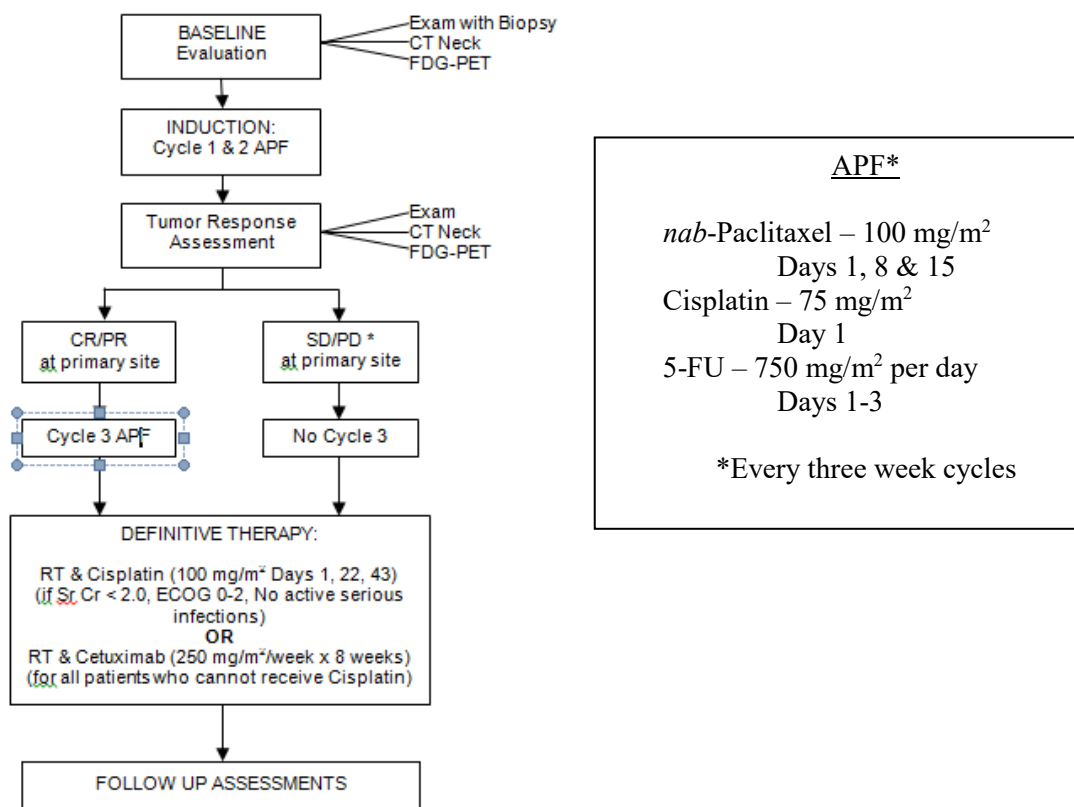 BASELINE
Evaluation
Exam with Biopsy
CT Neck
FDG-PET
INDUCTION:
Cycle 1 & 2 APF
Tumor Response
Assessment
Exam
CT Neck
FDG-PET
CR/PR
at primary site
SD/PD *
at primary site
Cycle 3 APF
No Cycle 3
DEFINITIVE THERAPY:
RT & Cisplatin (100 mg/m² Days 1, 22, 43)
(if Sr Cr < 2.0, ECOG 0-2, No active serious
infections)
OR
RT & Cetuximab (250 mg/m²/week x 8 weeks)
(for all patients who cannot receive Cisplatin)
FOLLOW UP ASSESSMENTS
APF*
nab-Paclitaxel – 100 mg/m²
Days 1, 8 & 15
Cisplatin – 75 mg/m²
Day 1
5-FU – 750 mg/m² per day
Days 1-3
*Every three week cycles